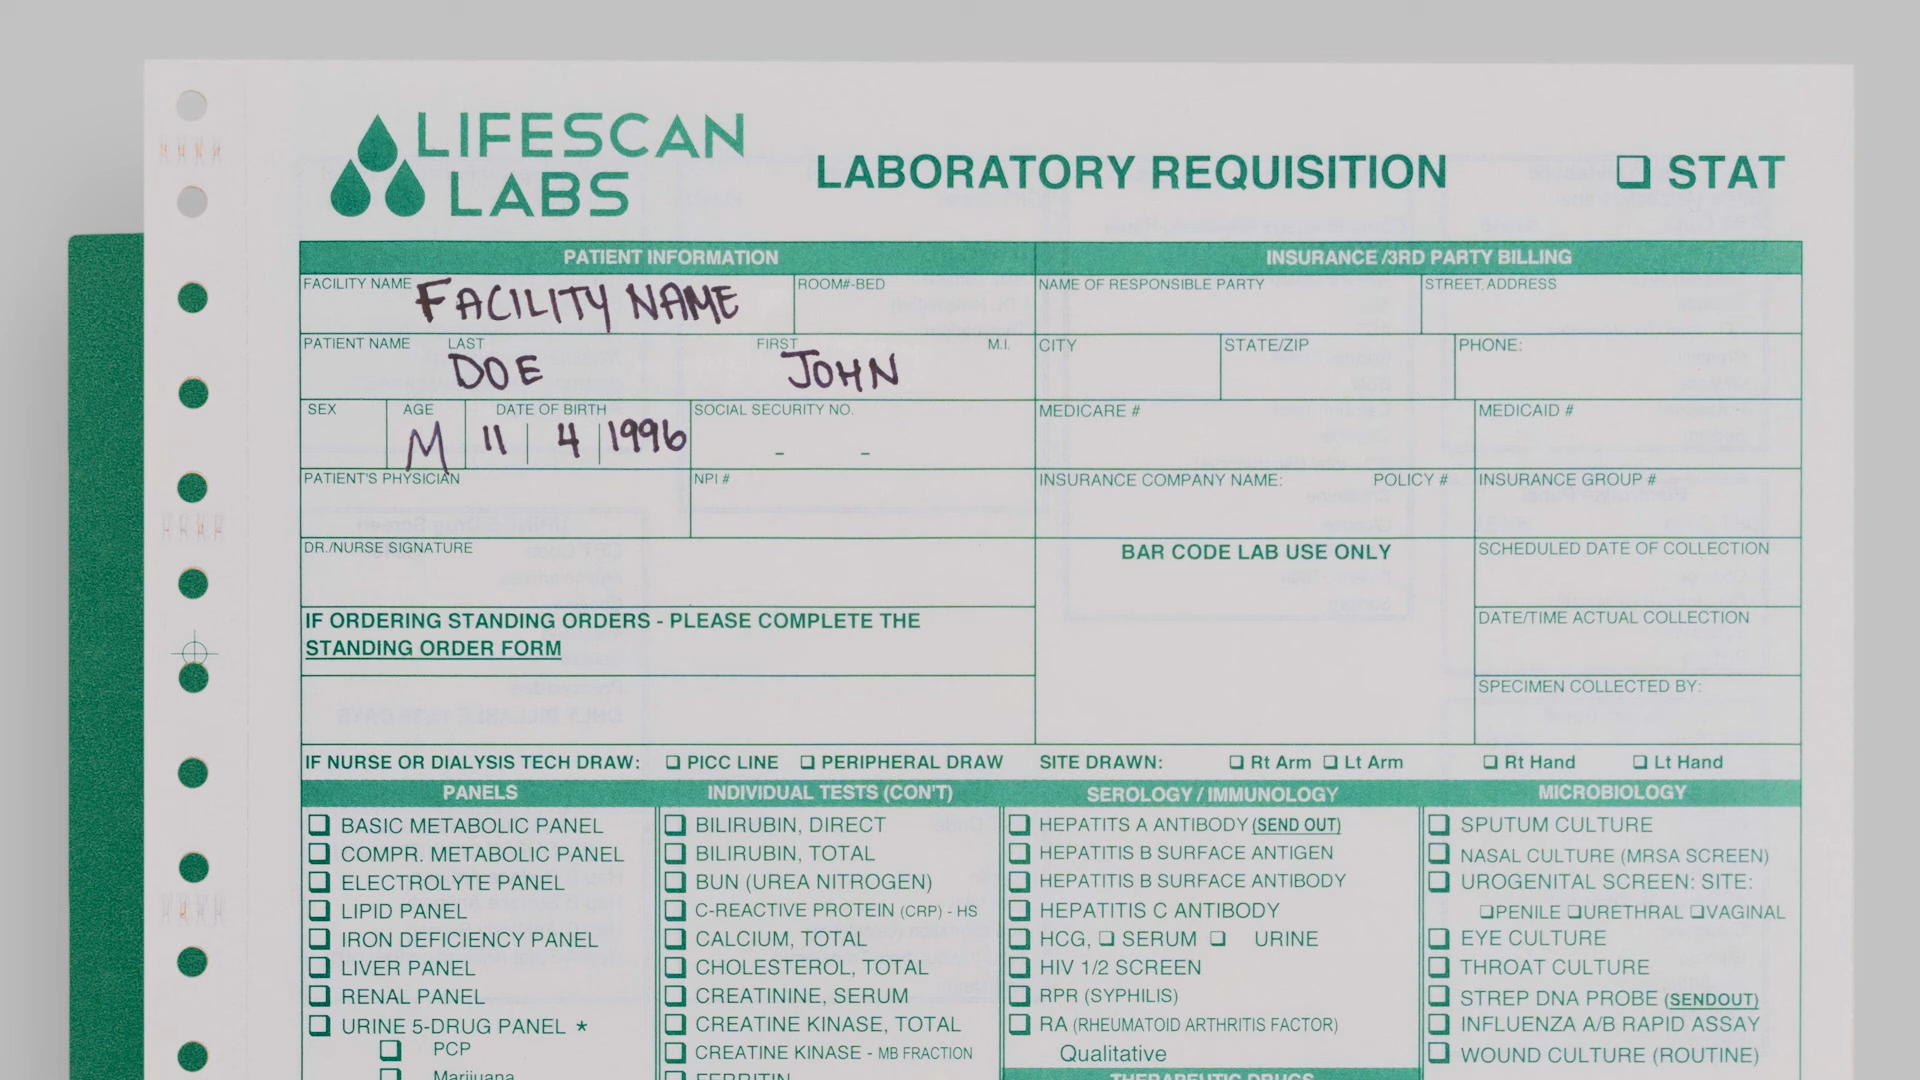 LIFESCAN
LABS
LABORATORY REQUISITION
❑ STAT
PATIENT INFORMATION
INSURANCE /3RD PARTY BILLING
FACILITY NAME FACILITY NAME
ROOM#-BED
NAME OF RESPONSIBLE PARTY
STREET ADDRESS
PATIENT NAME LAST FIRST M.I.
DOE JOHN
CITY
STATE/ZIP
PHONE:
SEX AGE DATE OF BIRTH SOCIAL SECURITY NO.
M 11 4 1996 - -
MEDICARE #
MEDICAID #
PATIENT'S PHYSICIAN
NPI #
INSURANCE COMPANY NAME: POLICY #
INSURANCE GROUP #
DR./NURSE SIGNATURE
BAR CODE LAB USE ONLY
SCHEDULED DATE OF COLLECTION
IF ORDERING STANDING ORDERS - PLEASE COMPLETE THE
STANDING ORDER FORM
DATE/TIME ACTUAL COLLECTION
SPECIMEN COLLECTED BY:
IF NURSE OR DIALYSIS TECH DRAW: ❑ PICC LINE ❑ PERIPHERAL DRAW SITE DRAWN: ❑ Rt Arm ❑ Lt Arm ❑ Rt Hand ❑ Lt Hand
PANELS
❑ BASIC METABOLIC PANEL
❑ COMPR. METABOLIC PANEL
❑ ELECTROLYTE PANEL
❑ LIPID PANEL
❑ IRON DEFICIENCY PANEL
❑ LIVER PANEL
❑ RENAL PANEL
❑ URINE 5-DRUG PANEL *
❑ PCP
❑ Marijuana
INDIVIDUAL TESTS (CON'T)
❑ BILIRUBIN, DIRECT
❑ BILIRUBIN, TOTAL
❑ BUN (UREA NITROGEN)
❑ C-REACTIVE PROTEIN (CRP) - HS
❑ CALCIUM, TOTAL
❑ CHOLESTEROL, TOTAL
❑ CREATININE, SERUM
❑ CREATINE KINASE, TOTAL
❑ CREATINE KINASE - MB FRACTION
❑ FERRITIN
SEROLOGY / IMMUNOLOGY
❑ HEPATITS A ANTIBODY (SEND OUT)
❑ HEPATITIS B SURFACE ANTIGEN
❑ HEPATITIS B SURFACE ANTIBODY
❑ HEPATITIS C ANTIBODY
❑ HCG, ❑ SERUM ❑ URINE
❑ HIV 1/2 SCREEN
❑ RPR (SYPHILIS)
❑ RA (RHEUMATOID ARTHRITIS FACTOR)
Qualitative
THERAPEUTIC DRUGS
MICROBIOLOGY
❑ SPUTUM CULTURE
❑ NASAL CULTURE (MRSA SCREEN)
❑ UROGENITAL SCREEN: SITE:
❑PENILE ❑URETHRAL ❑VAGINAL
❑ EYE CULTURE
❑ THROAT CULTURE
❑ STREP DNA PROBE (SENDOUT)
❑ INFLUENZA A/B RAPID ASSAY
❑ WOUND CULTURE (ROUTINE)